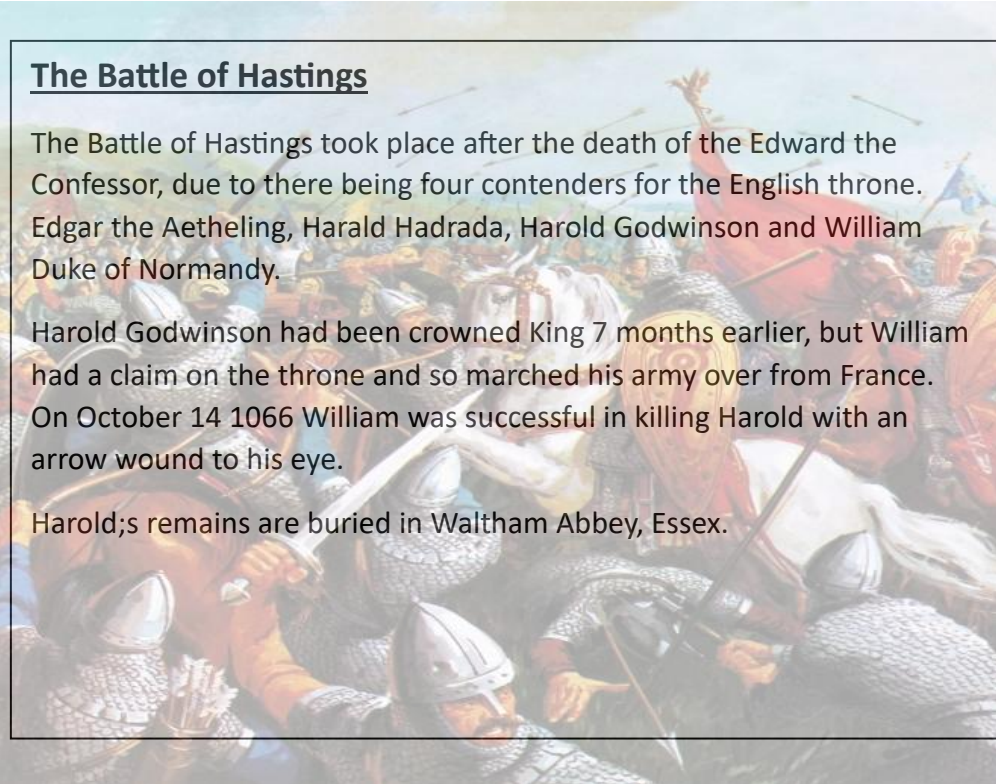 The Battle of Hastings
The Battle of Hastings took place after the death of the Edward the
Confessor, due to there being four contenders for the English throne.
Edgar the Aetheling, Harald Hadrada, Harold Godwinson and William
Duke of Normandy.
Harold Godwinson had been crowned King 7 months earlier, but William
had a claim on the throne and so marched his army over from France.
On October 14 1066 William was successful in killing Harold with an
arrow wound to his eye.
Harold;s remains are buried in Waltham Abbey, Essex.